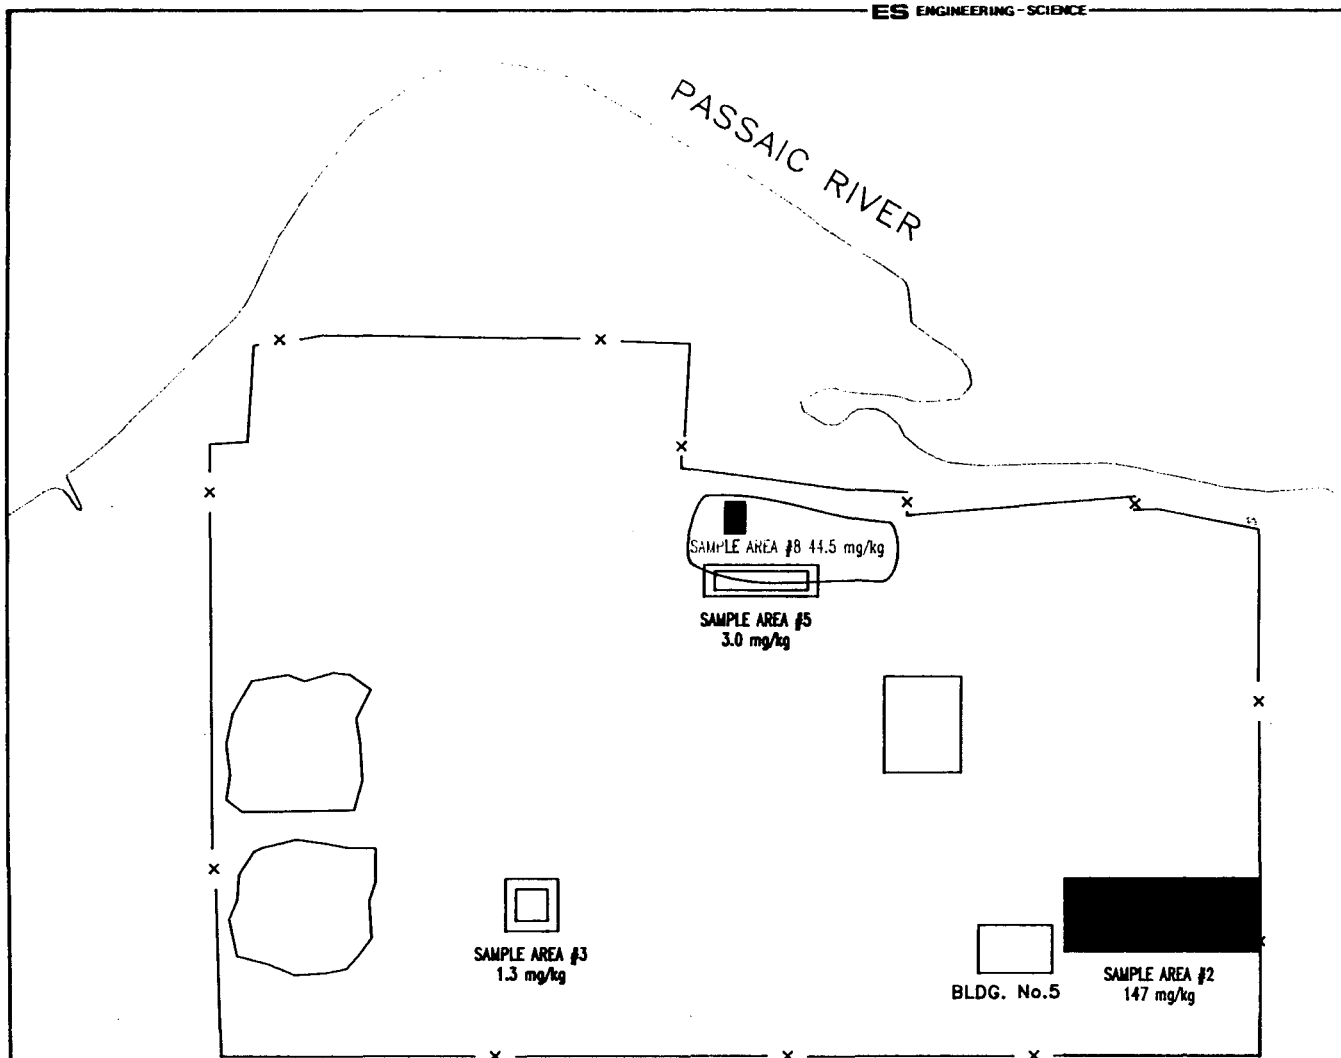 ES ENGINEERING-SCIENCE
PASSAIC RIVER
SAMPLE AREA #8 44.5 mg/kg
SAMPLE AREA #5
3.0 mg/kg
SAMPLE AREA #3
1.3 mg/kg
BLDG. No.5
SAMPLE AREA #2
147 mg/kg